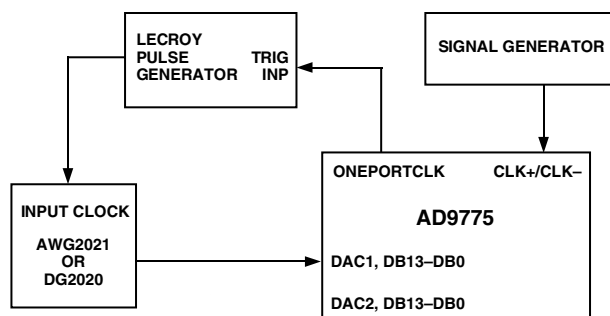 LECROY
PULSE TRIG
GENERATOR INP
SIGNAL GENERATOR
ONEPORTCLK CLK+/CLK–
AD9775
INPUT CLOCK
AWG2021
OR
DG2020
DAC1, DB13–DB0
DAC2, DB13–DB0